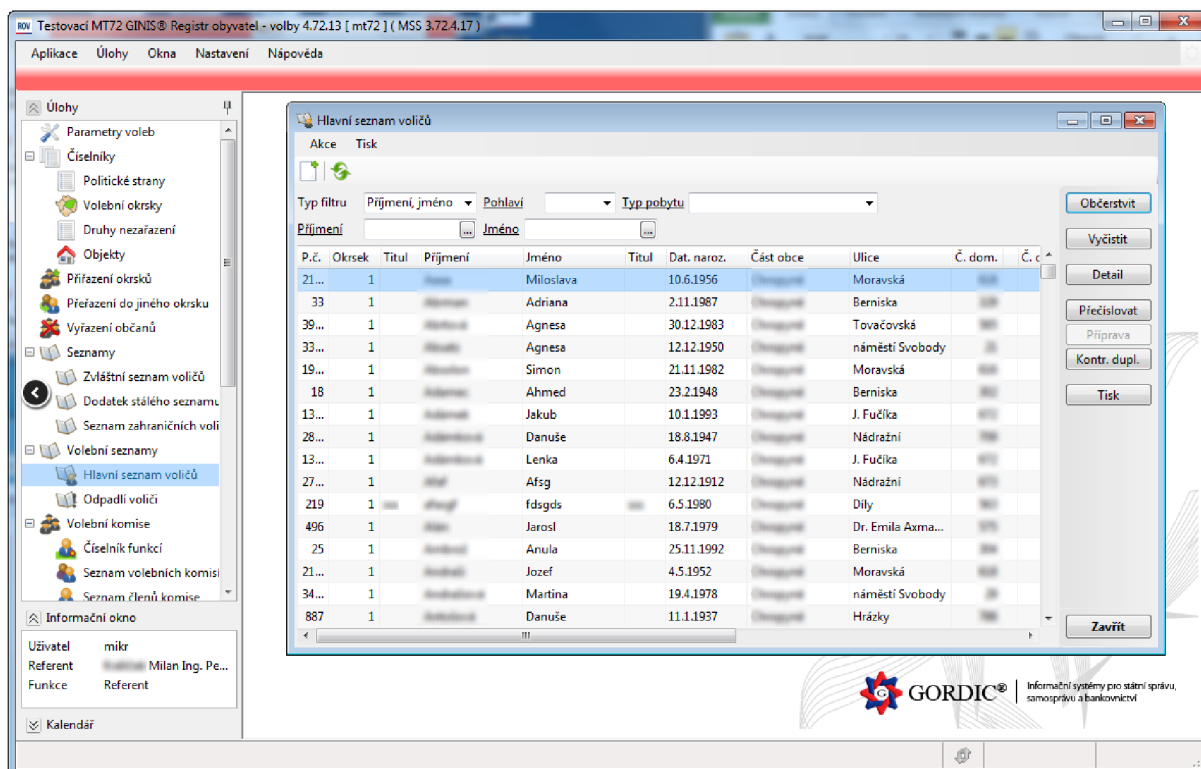 Testovací MT72 GINIS® Registr obyvatel - volby 4.72.13 [ mt72 ] ( MSS 3.72.4.17 )
Aplikace Úlohy Okna Nastavení Nápověda
Úlohy
Parametry voleb
Číselníky
Politické strany
Volební okrsky
Druhy nezařazení
Objekty
Přiřazení okrsků
Přeřazení do jiného okrsku
Vyřazení občanů
Seznamy
Zvláštní seznam voličů
Dodatek stálého seznamu
Seznam zahraničních voli
Volební seznamy
Hlavní seznam voličů
Odpadlí voliči
Volební komise
Číselník funkcí
Seznam volebních komisí
Seznam členů komise
Informační okno
Uživatel mikr
Referent Milan Ing. Pe...
Funkce Referent
Kalendář
Hlavní seznam voličů
Akce Tisk
Typ filtru Příjmení, jméno Pohlaví Typ pobytu
Příjmení ... Jméno ...
P.č. Okrsek Titul Příjmení Jméno Titul Dat. naroz. Část obce Ulice Č. dom. Č. c
21... 1 Miloslava 10.6.1956 Moravská
33 1 Adriana 2.11.1987 Berniska
39... 1 Agnesa 30.12.1983 Tovačovská
33... 1 Agnesa 12.12.1950 náměstí Svobody
19... 1 Simon 21.11.1982 Moravská
18 1 Ahmed 23.2.1948 Berniska
13... 1 Jakub 10.1.1993 J. Fučíka
28... 1 Danuše 18.8.1947 Nádražní
13... 1 Lenka 6.4.1971 J. Fučíka
27... 1 Afsg 12.12.1912 Nádražní
219 1 fdsgds 6.5.1980 Díly
496 1 Jarosl 18.7.1979 Dr. Emila Axma...
25 1 Anula 25.11.1992 Berniska
21... 1 Jozef 4.5.1952 Moravská
34... 1 Martina 19.4.1978 náměstí Svobody
887 1 Danuše 11.1.1937 Hrázky
Občerstvit
Vyčistit
Detail
Přečíslovat
Příprava
Kontr. dupl.
Tisk
Zavřít
GORDIC®
Informační systémy pro státní správu,
samosprávu a bankovnictví